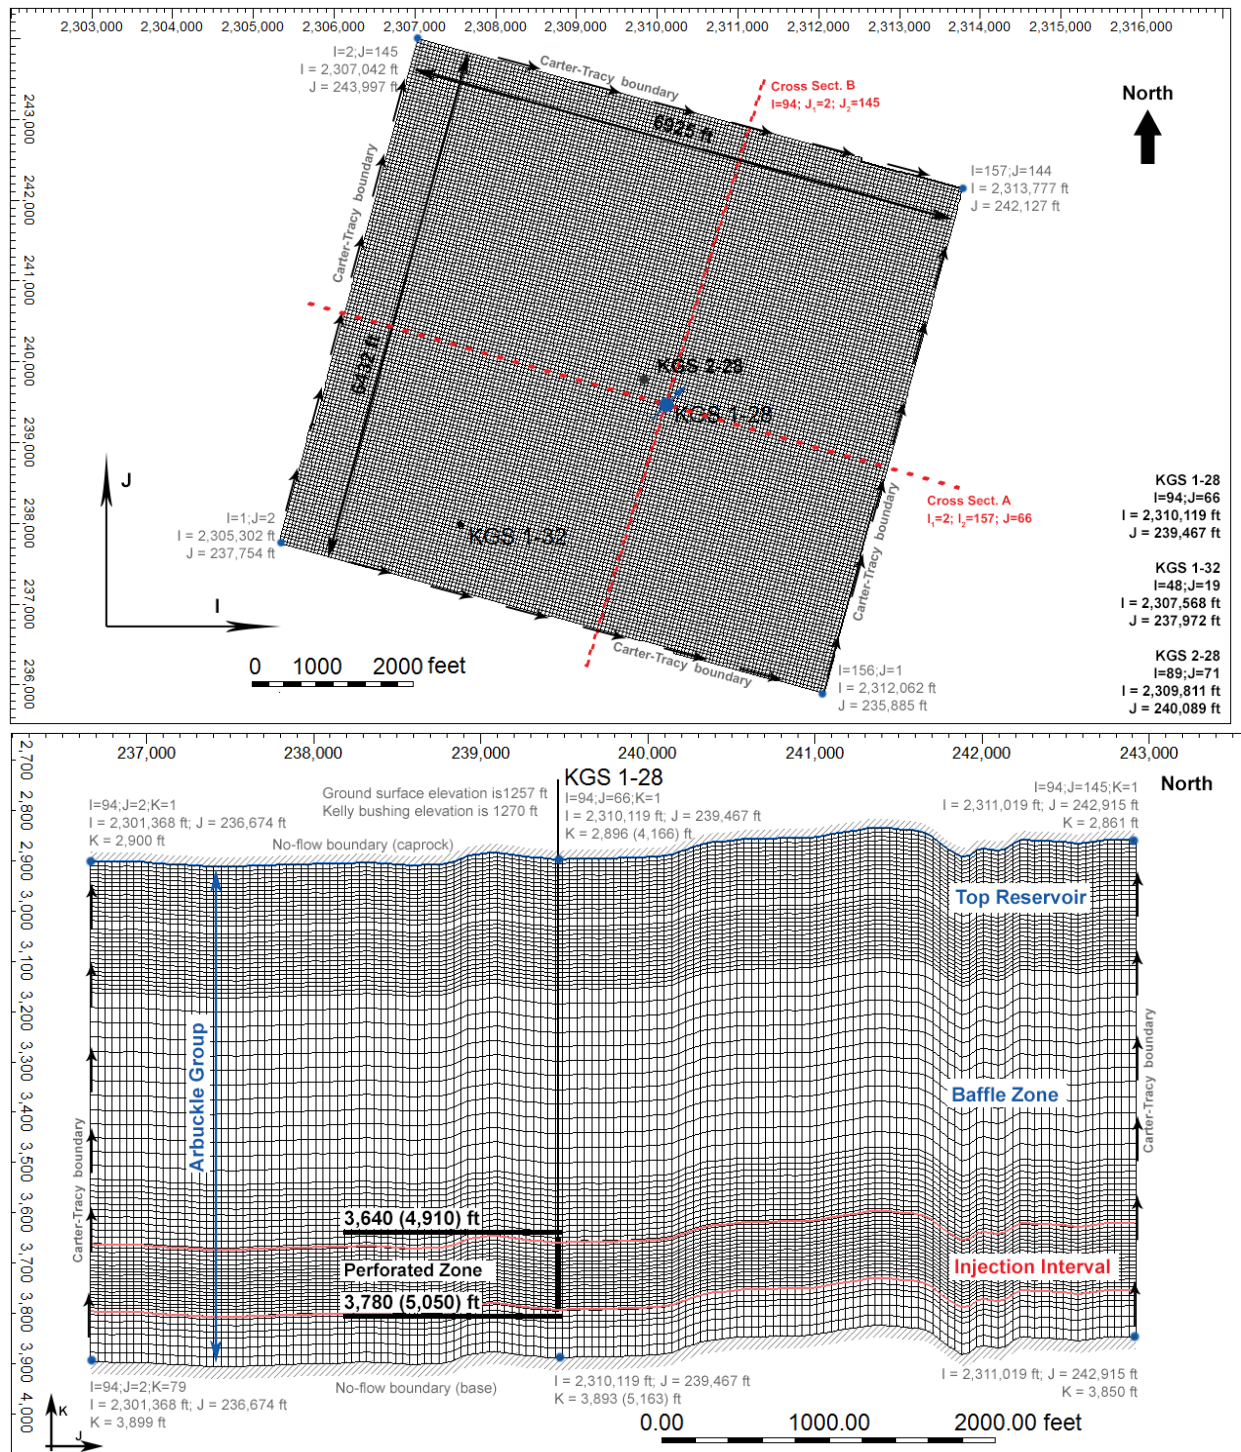 2,303,000 2,304,000 2,305,000 2,306,000 2,307,000 2,308,000 2,309,000 2,310,000 2,311,000 2,312,000 2,313,000 2,314,000 2,315,000 2,316,000
243,000
242,000
241,000
240,000
239,000
238,000
237,000
236,000
I=2;J=145
I = 2,307,042 ft
J = 243,997 ft
Carter-Tracy boundary
Cross Sect. B
I=94; J₁=2; J₂=145
North
6925 ft
I=157;J=144
I = 2,313,777 ft
J = 242,127 ft
Carter-Tracy boundary
6432 ft
KGS 2-28
KGS 1-28
J
I
I=1;J=2
I = 2,305,302 ft
J = 237,754 ft
KGS 1-32
Cross Sect. A
I₁=2; I₂=157; J=66
Carter-Tracy boundary
Carter-Tracy boundary
0 1000 2000 feet
I=156;J=1
I = 2,312,062 ft
J = 235,885 ft
KGS 1-28
I=94;J=66
I = 2,310,119 ft
J = 239,467 ft
KGS 1-32
I=48;J=19
I = 2,307,568 ft
J = 237,972 ft
KGS 2-28
I=89;J=71
I = 2,309,811 ft
J = 240,089 ft
237,000 238,000 239,000 240,000 241,000 242,000 243,000
2,700
2,800
2,900
3,000
3,100
3,200
3,300
3,400
3,500
3,600
3,700
3,800
3,900
4,000
North
I=94;J=2;K=1
I = 2,301,368 ft; J = 236,674 ft
K = 2,900 ft
Ground surface elevation is1257 ft
Kelly bushing elevation is 1270 ft
No-flow boundary (caprock)
KGS 1-28
I=94;J=66;K=1
I = 2,310,119 ft; J = 239,467 ft
K = 2,896 (4,166) ft
I=94;J=145;K=1
I = 2,311,019 ft; J = 242,915 ft
K = 2,861 ft
Top Reservoir
Arbuckle Group
Baffle Zone
Carter-Tracy boundary
Carter-Tracy boundary
3,640 (4,910) ft
Perforated Zone
3,780 (5,050) ft
Injection Interval
I=94;J=2;K=79
I = 2,301,368 ft; J = 236,674 ft
K = 3,899 ft
No-flow boundary (base)
I = 2,310,119 ft; J = 239,467 ft
K = 3,893 (5,163) ft
I = 2,311,019 ft; J = 242,915 ft
K = 3,850 ft
K
J
0.00 1000.00 2000.00 feet